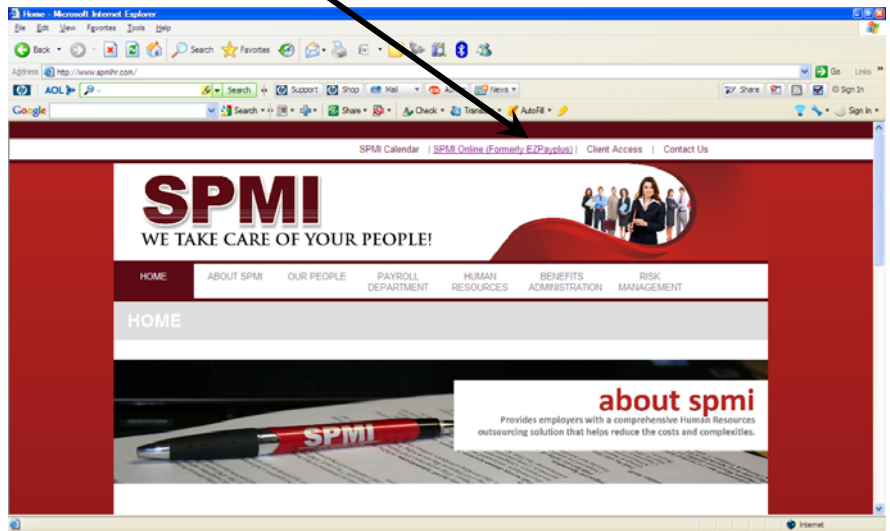 Home - Microsoft Internet Explorer
File Edit View Favorites Tools Help
Back Search Favorites
Address http://www.spmihr.com/ Go Links »
AOL Search Support Shop Mail News Share Sign In
Google Search Share Check AutoFill Sign In
SPMI Calendar | SPMI Online (Formerly EZPayplus) | Client Access | Contact Us
SPMI
WE TAKE CARE OF YOUR PEOPLE!
HOME ABOUT SPMI OUR PEOPLE PAYROLL DEPARTMENT HUMAN RESOURCES BENEFITS ADMINISTRATION RISK MANAGEMENT
HOME
about spmi
Provides employers with a comprehensive Human Resources
outsourcing solution that helps reduce the costs and complexities.
SPMI
Internet